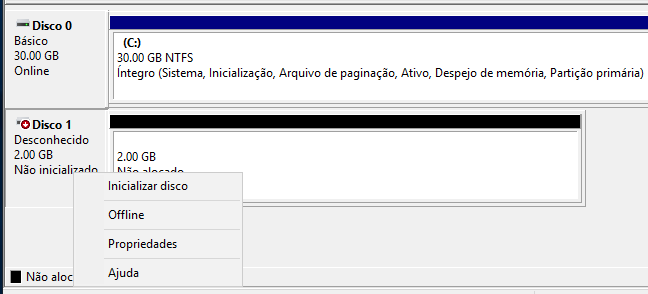 Disco 0
Básico
30.00 GB
Online
(C:)
30.00 GB NTFS
Íntegro (Sistema, Inicialização, Arquivo de paginação, Ativo, Despejo de memória, Partição primária)
Disco 1
Desconhecido
2.00 GB
Não inicializado
2.00 GB
Não alocado
Inicializar disco
Offline
Propriedades
Ajuda
Não aloc